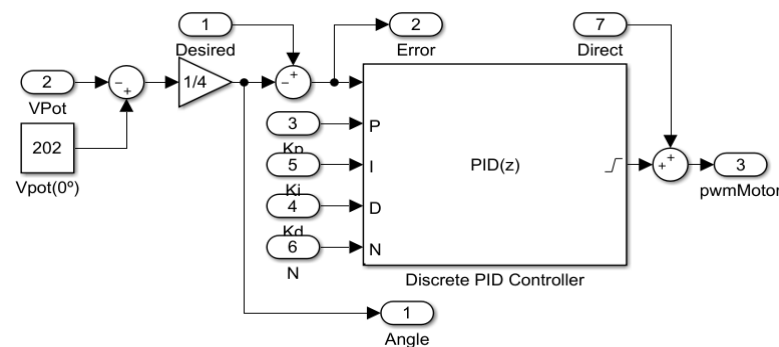 1
Desired
2
Error
7
Direct
2
VPot
- +
1/4
- +
202
Vpot(0º)
3
Kp
P
5
Ki
I
4
Kd
D
6
N
N
PID(z)
Discrete PID Controller
+ +
3
pwmMotor
1
Angle